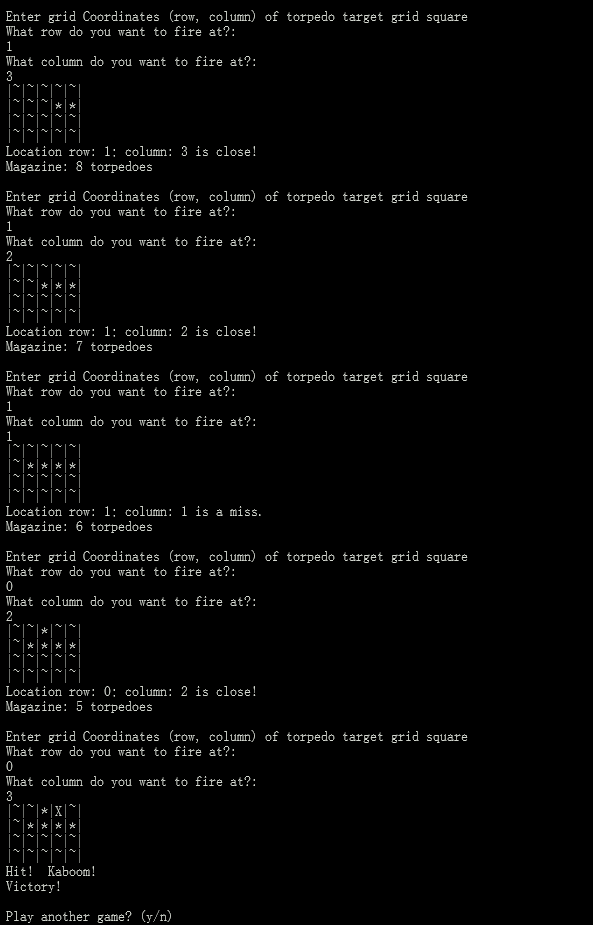 Enter grid Coordinates (row, column) of torpedo target grid square
What row do you want to fire at?:
1
What column do you want to fire at?:
3
|~|~|~|~|~|
|~|~|~|*|*|
|~|~|~|~|~|
|~|~|~|~|~|
Location row: 1; column: 3 is close!
Magazine: 8 torpedoes

Enter grid Coordinates (row, column) of torpedo target grid square
What row do you want to fire at?:
1
What column do you want to fire at?:
2
|~|~|~|~|~|
|~|~|*|*|*|
|~|~|~|~|~|
|~|~|~|~|~|
Location row: 1; column: 2 is close!
Magazine: 7 torpedoes

Enter grid Coordinates (row, column) of torpedo target grid square
What row do you want to fire at?:
1
What column do you want to fire at?:
1
|~|~|~|~|~|
|~|*|*|*|*|
|~|~|~|~|~|
|~|~|~|~|~|
Location row: 1; column: 1 is a miss.
Magazine: 6 torpedoes

Enter grid Coordinates (row, column) of torpedo target grid square
What row do you want to fire at?:
0
What column do you want to fire at?:
2
|~|~|*|~|~|
|~|*|*|*|*|
|~|~|~|~|~|
|~|~|~|~|~|
Location row: 0; column: 2 is close!
Magazine: 5 torpedoes

Enter grid Coordinates (row, column) of torpedo target grid square
What row do you want to fire at?:
0
What column do you want to fire at?:
3
|~|~|*|X|~|
|~|*|*|*|*|
|~|~|~|~|~|
|~|~|~|~|~|
Hit!  Kaboom!
Victory!

Play another game? (y/n)